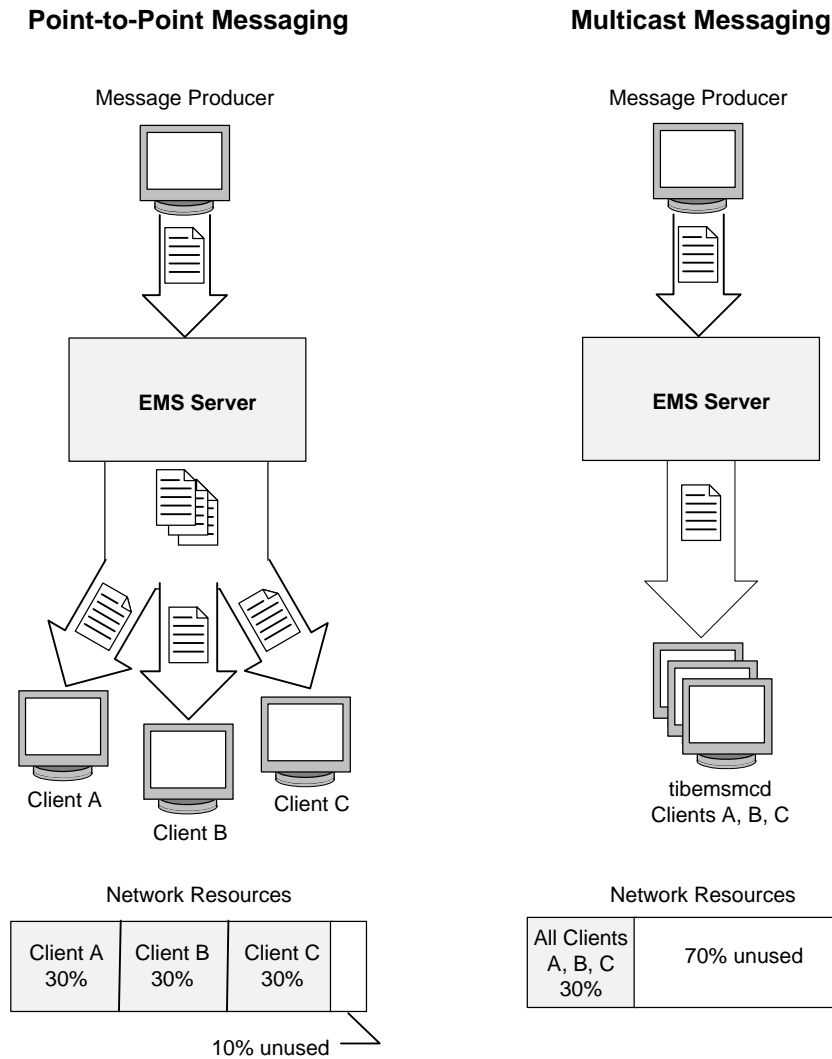 Point-to-Point Messaging
Message Producer
EMS Server
Client A
Client B
Client C
Network Resources
Client A
30%
Client B
30%
Client C
30%
10% unused
Multicast Messaging
Message Producer
EMS Server
tibemsmcd
Clients A, B, C
Network Resources
All Clients
A, B, C
30%
70% unused